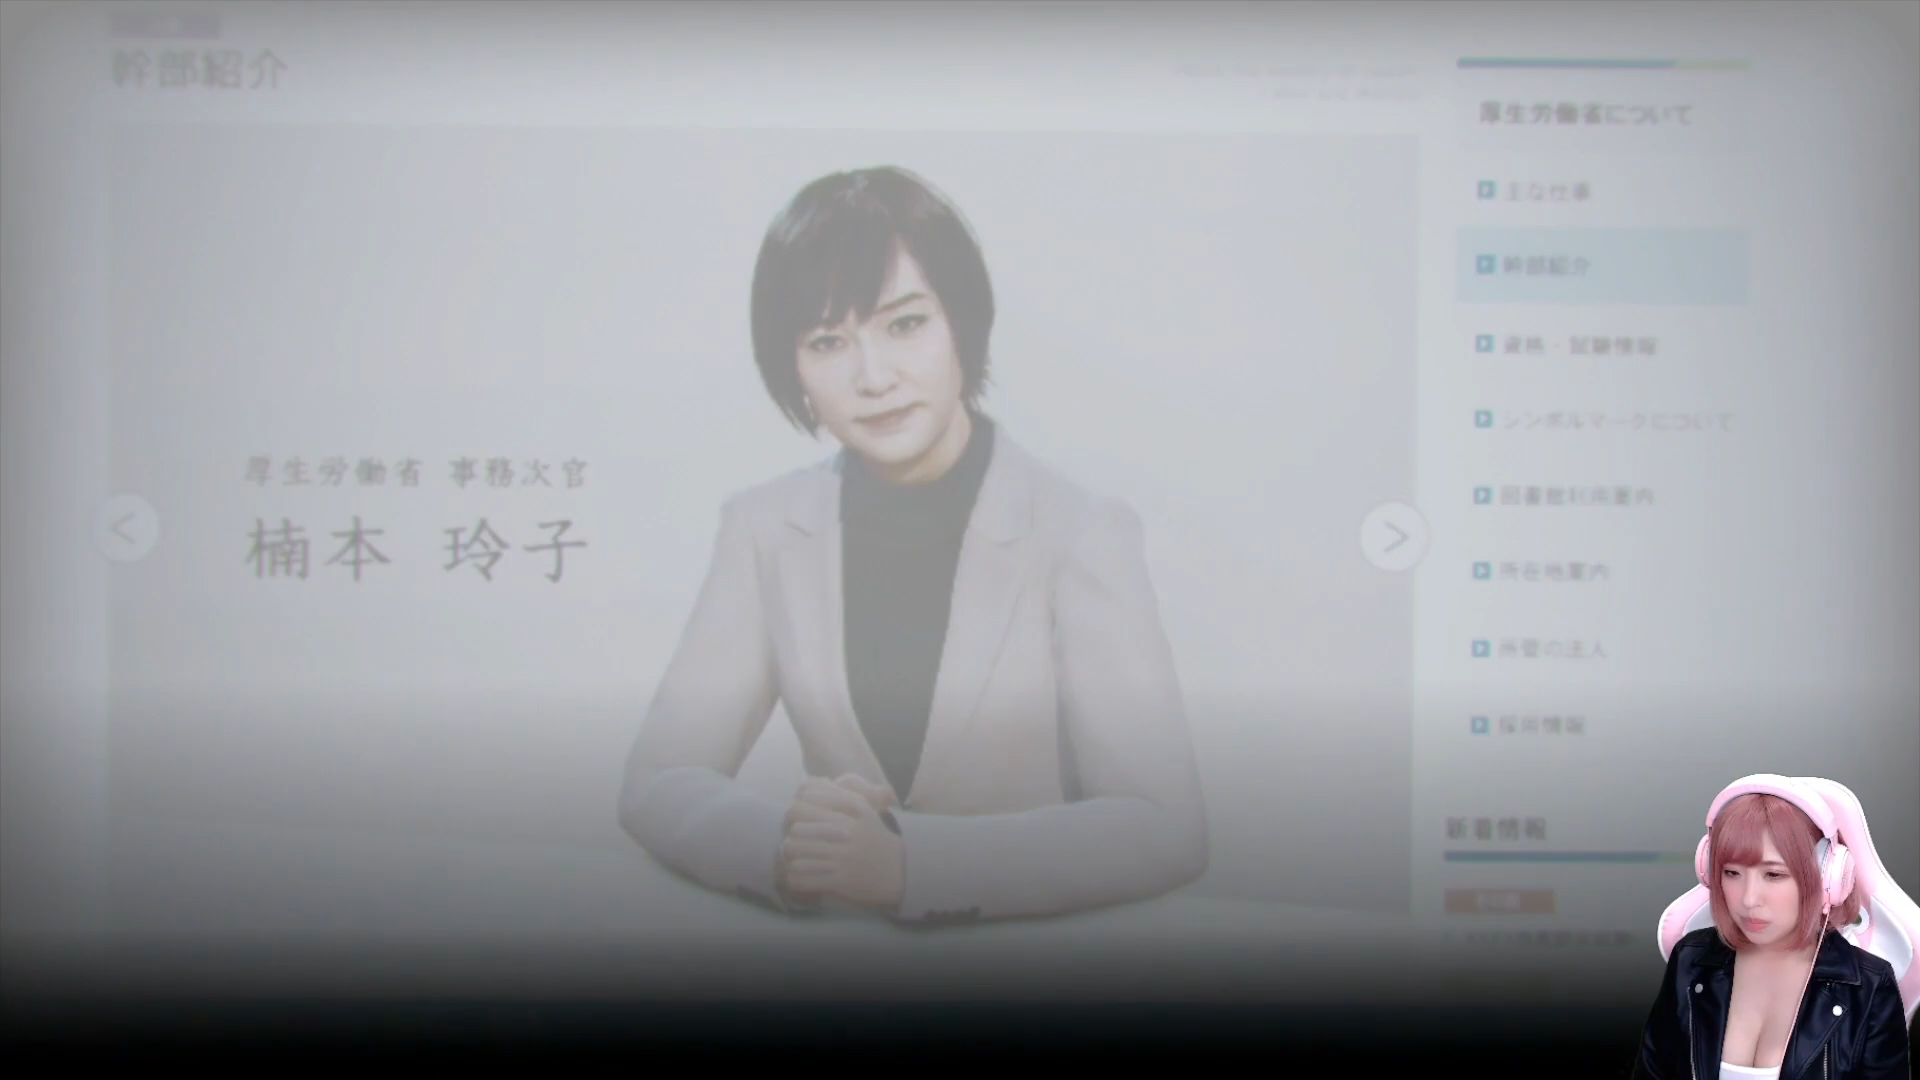 幹部紹介
厚生労働省 事務次官
楠本 玲子
厚生労働省について
主な仕事
幹部紹介
資格・試験情報
シンボルマークについて
図書館利用案内
所在地案内
所管の法人
採用情報
新着情報